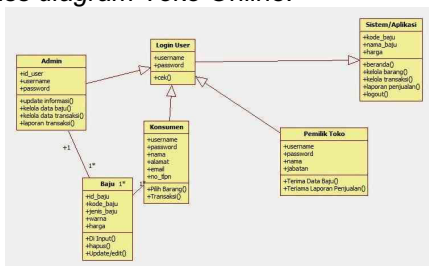 ss diagram Toko Online.
Sistem/Aplikasi
+kode_baju
+nama_baju
+harga
+beranda()
+kelola barang()
+kelola transaksi()
+laporan penjualan()
+logout()
Login User
+username
+password
+cek()
Admin
+id_user
+username
+password
+update informasi()
+kelola data baju()
+kelola data transaksi()
+laporan transaksi()
Konsumen
+username
+password
+nama
+alamat
+email
+no_tlpn
+Pilih Barang()
+Transaksi()
Pemilik Toko
+username
+password
+nama
+jabatan
+Terima Data Baju()
+Teriama Laporan Penjualan()
+1
1*
Baju 1*
1*
+id_baju
+kode_baju
+jenis_baju
+warna
+harga
+Di Input()
+hapus()
+Update/edit()